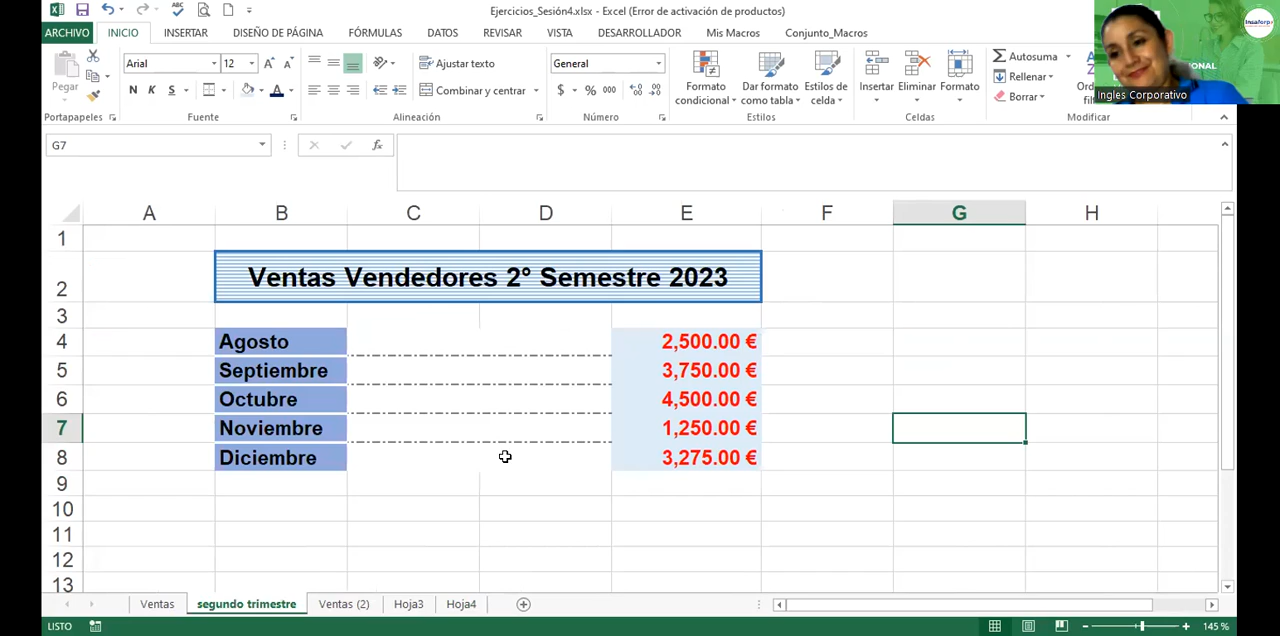 Ejercicios_Sesión4.xlsx - Excel (Error de activación de productos)
ARCHIVO INICIO INSERTAR DISEÑO DE PÁGINA FÓRMULAS DATOS REVISAR VISTA DESARROLLADOR Mis Macros Conjunto_Macros
Arial 12 Ajustar texto General Autosuma
Pegar Formato condicional Dar formato como tabla Estilos de celda Insertar Eliminar Formato Rellenar
N K S A Combinar y centrar $ % 000 Borrar
Portapapeles Fuente Alineación Número Estilos Celdas Modificar
Insaforp
IONAL
Ingles Corporativo
G7 fx
A B C D E F G H
1
2 Ventas Vendedores 2° Semestre 2023
3
4 Agosto 2,500.00 €
5 Septiembre 3,750.00 €
6 Octubre 4,500.00 €
7 Noviembre 1,250.00 €
8 Diciembre 3,275.00 €
9
10
11
12
13
Ventas segundo trimestre Ventas (2) Hoja3 Hoja4
LISTO 145 %